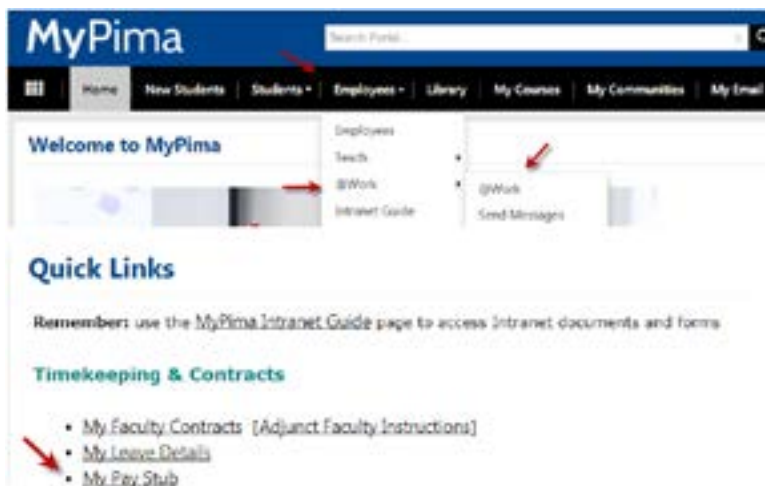 MyPima
Search Portal...
Home New Students Students Employees Library My Courses My Communities My Email
Welcome to MyPima
Employees
Teach
@Work
Intranet Guide
@Work
Send Messages
Quick Links
Remember: use the MyPima Intranet Guide page to access Intranet documents and forms
Timekeeping & Contracts
• My Faculty Contracts [Adjunct Faculty Instructions]
• My Leave Details
• My Pay Stub